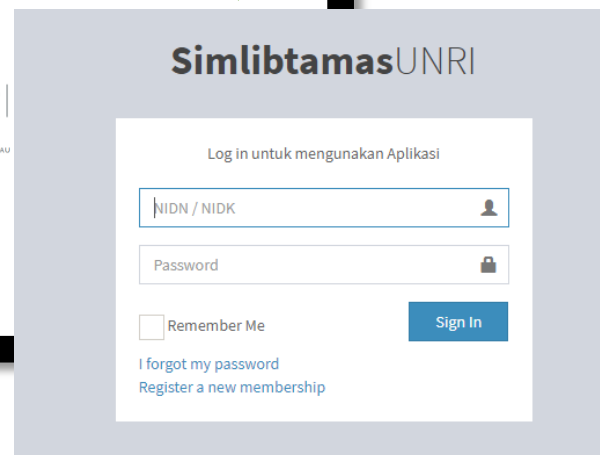 SimlibtamasUNRI
AU
Log in untuk mengunakan Aplikasi
NIDN / NIDK
Password
Remember Me
Sign In
I forgot my password
Register a new membership